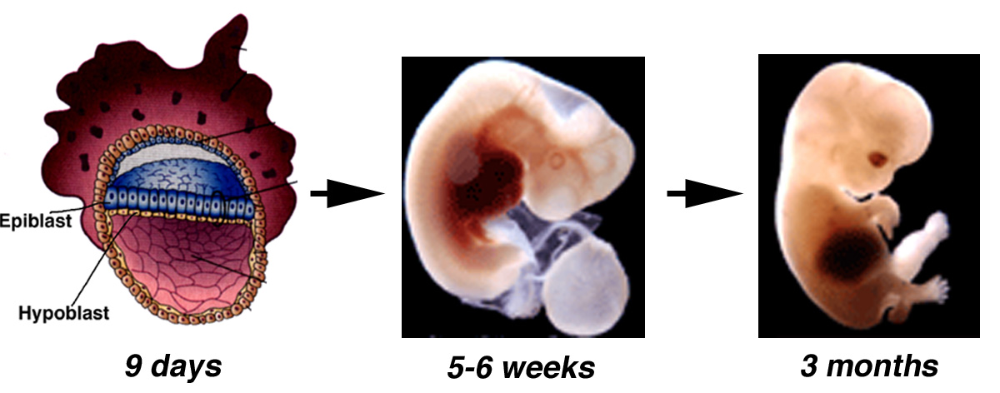 Epiblast
Hypoblast
9 days
5-6 weeks
3 months